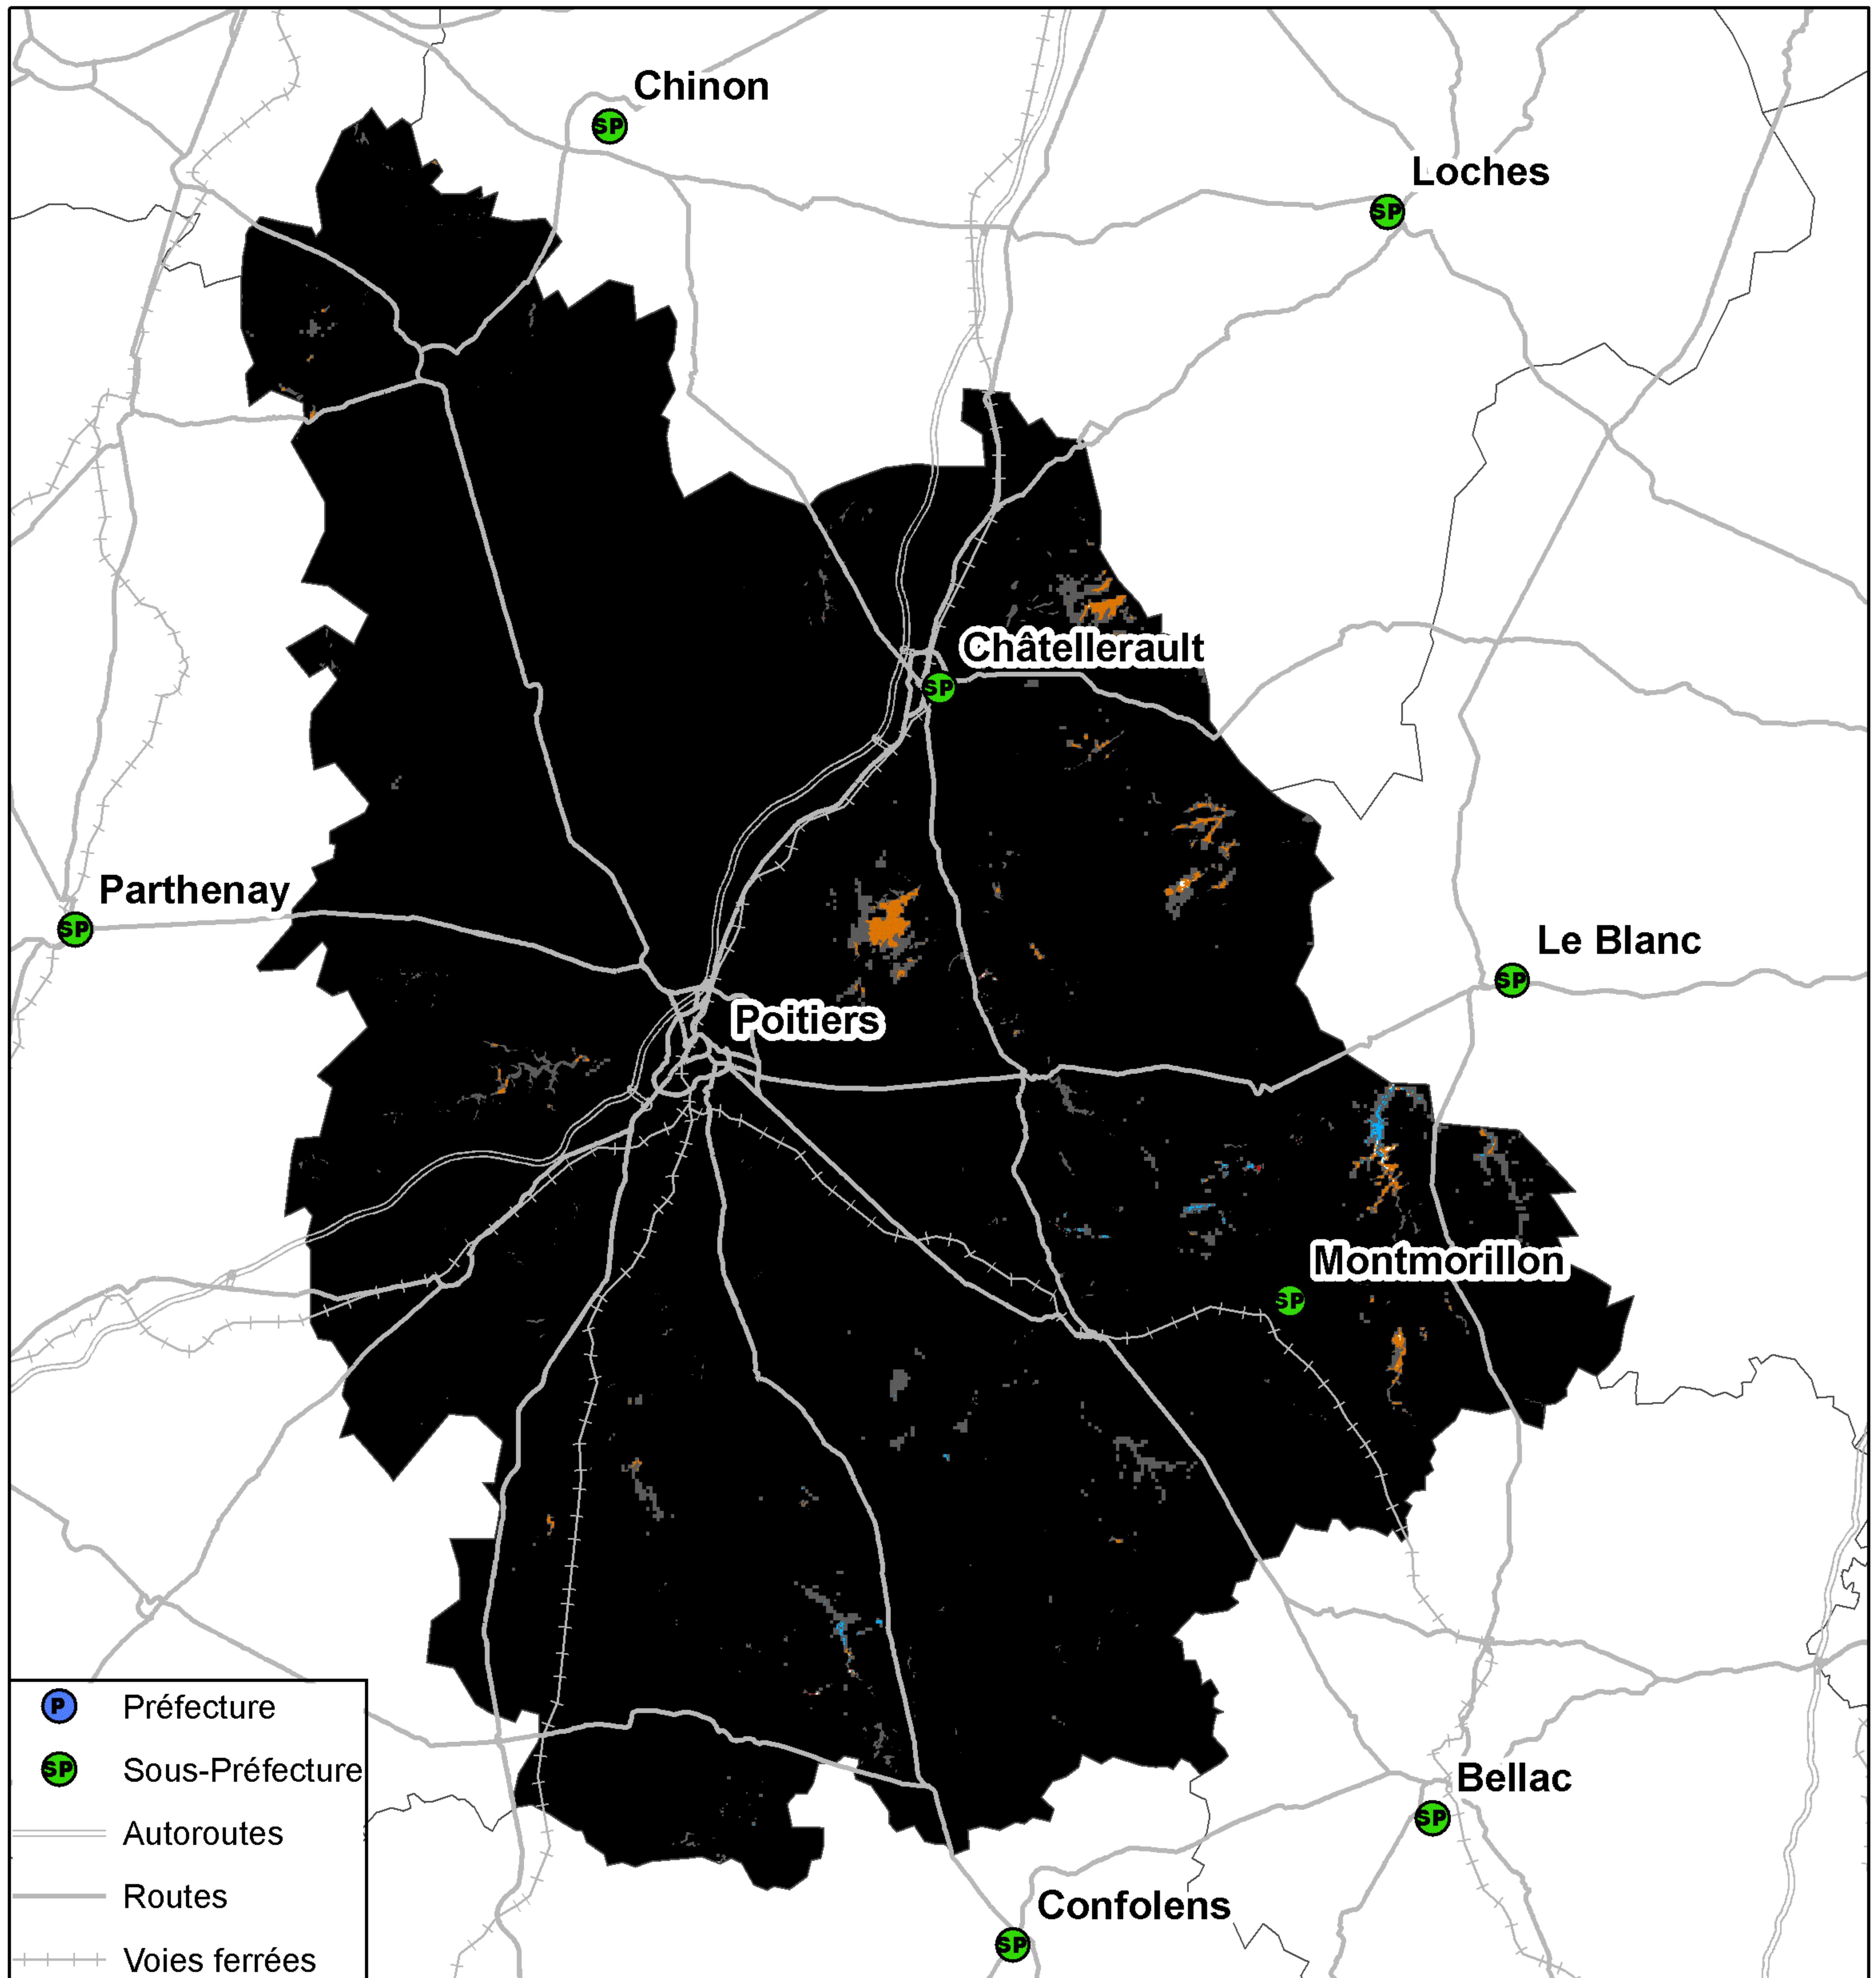 Chinon
SP
Loches
SP
Châtellerault
SP
Parthenay
SP
Le Blanc
SP
Poitiers
Montmorillon
SP
P Préfecture
SP Sous-Préfecture
Bellac
SP
Autoroutes
Routes
Confolens
SP
Voies ferrées